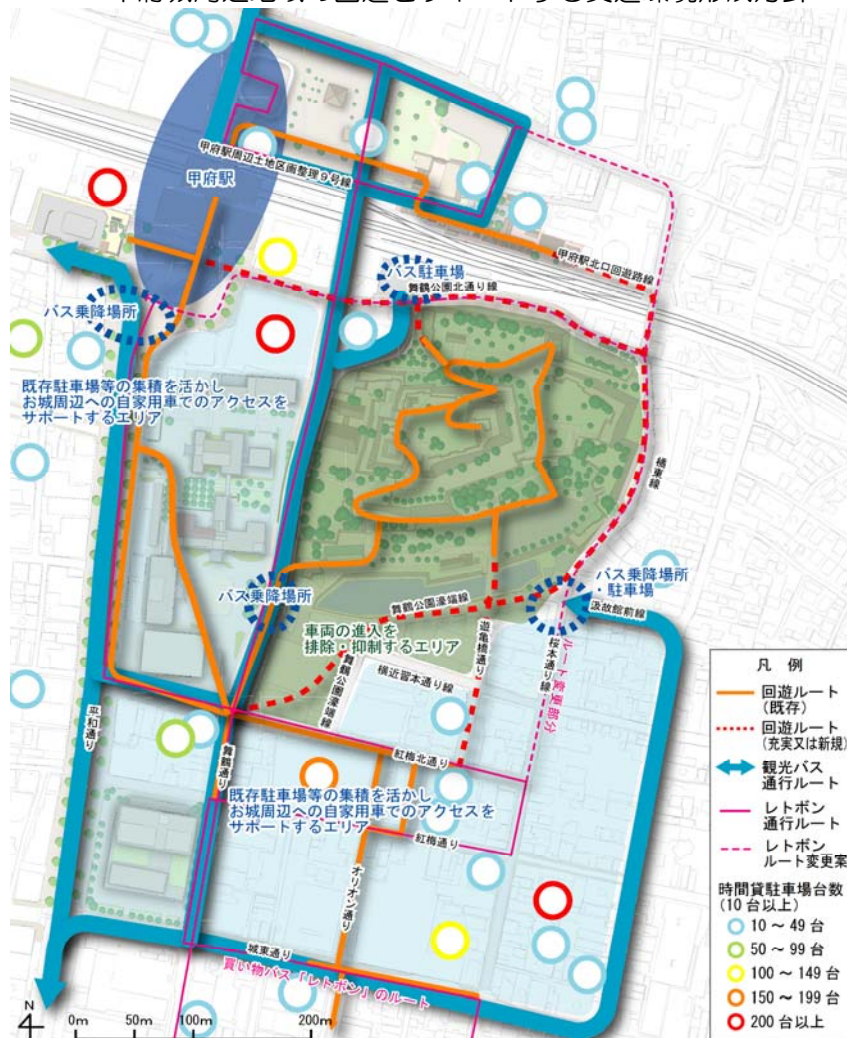 甲府駅周辺土地区画整理9号線
甲府駅
甲府駅北口回遊路線
バス駐車場
舞鶴公園北通り線
バス乗降場所
既存駐車場等の集積を活かし
お城周辺への自家用車でのアクセスを
サポートするエリア
橘東線
バス乗降場所
・駐車場
汲故館前線
バス乗降場所
舞鶴公園濠端線
車両の進入を
排除・抑制するエリア
遊亀橋通り
桜本通り線
ルート変更部分
横近習本通り線
舞鶴公園濠端線
平和通り
舞鶴通り
紅梅北通り
既存駐車場等の集積を活かし
お城周辺への自家用車でのアクセスを
サポートするエリア
紅梅通り
オリオン通り
城東通り
買い物バス「レトボン」のルート
N
0m 50m 100m 200m
凡 例
回遊ルート
(既存)
回遊ルート
(充実又は新規)
観光バス
通行ルート
レトボン
通行ルート
レトボン
ルート変更案
時間貸駐車場台数
(10台以上)
10 ~ 49 台
50 ~ 99 台
100 ~ 149 台
150 ~ 199 台
200 台以上